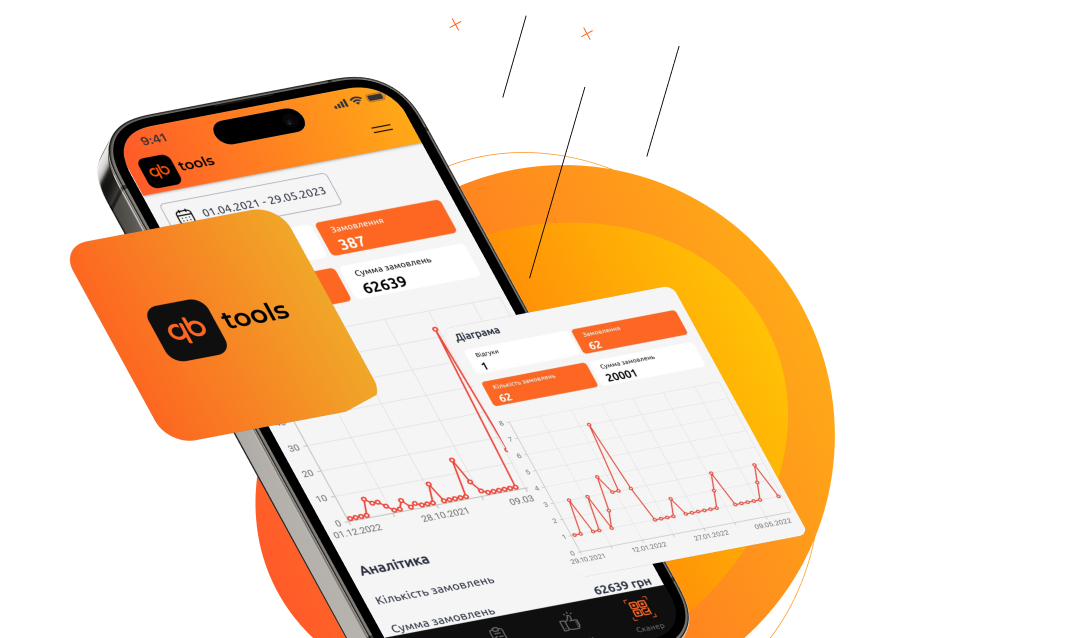 9:41
qb tools
01.04.2021 - 29.05.2023
Замовлення
387
Сумма замовлень
62639
qb tools
30
20
10
0
01.12.2022
28.10.2021
09.03
Діаграма
Відгуки
1
Замовлення
62
Кількість замовлень
62
Сумма замовлень
20001
8
7
6
5
4
3
2
1
0
29.10.2021
12.01.2022
27.01.2022
09.05.2022
Аналітика
Кількість замовлень
Сумма замовлень
62639 грн
Сканер